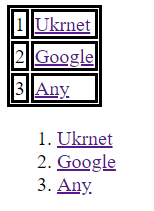 1 Ukrnet
2 Google
3 Any
1. Ukrnet
2. Google
3. Any